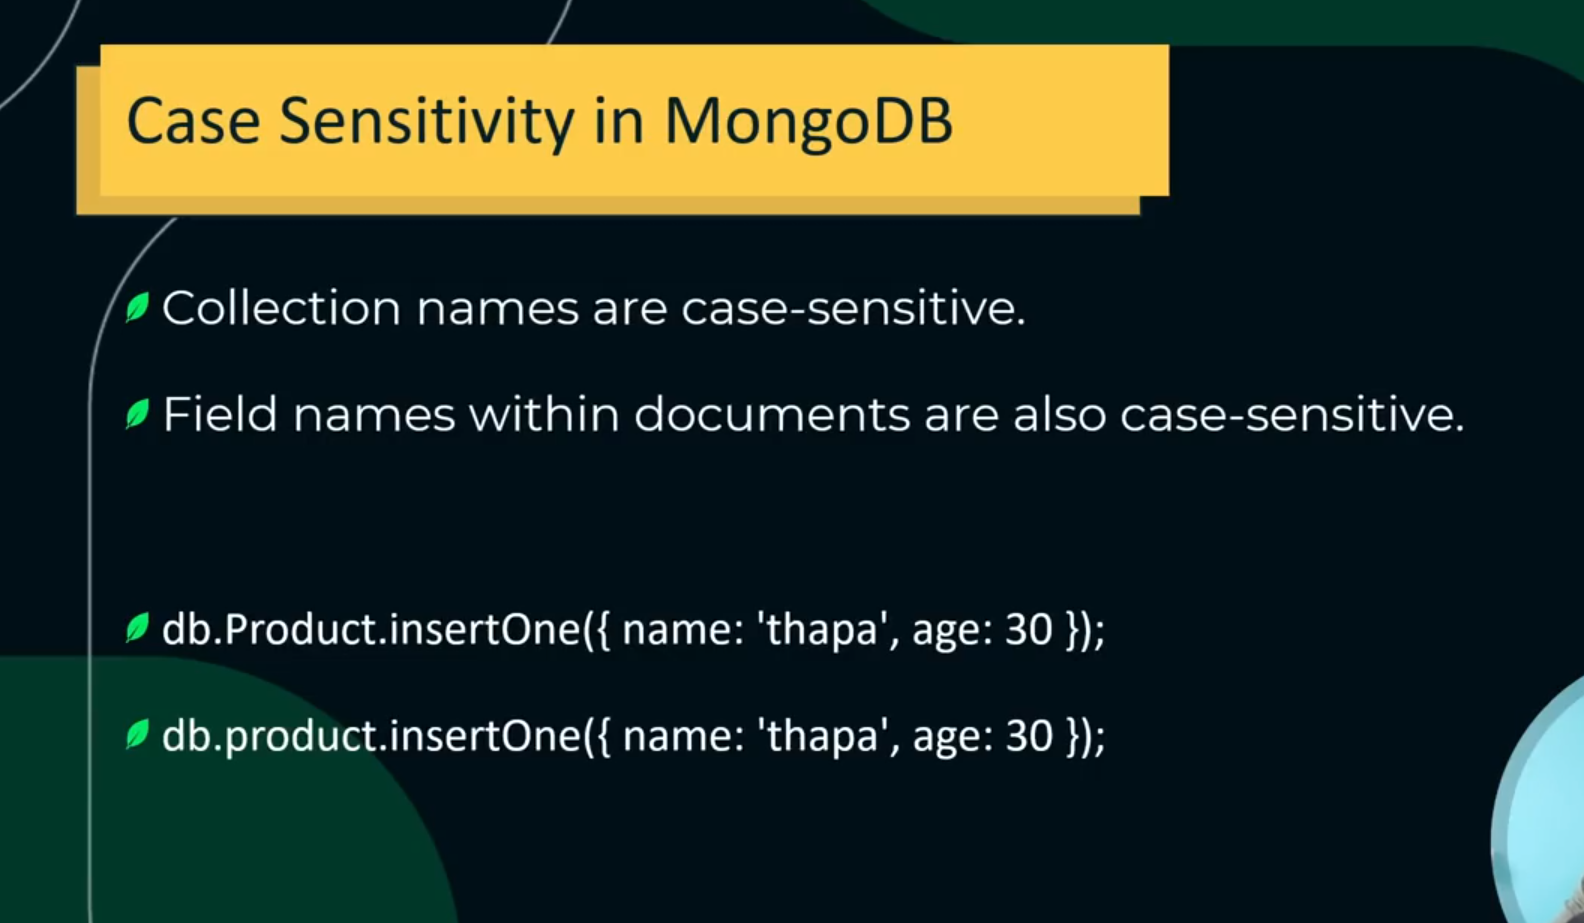 Case Sensitivity in MongoDB
Collection names are case-sensitive.
Field names within documents are also case-sensitive.
db.Product.insertOne({ name: 'thapa', age: 30 });
db.product.insertOne({ name: 'thapa', age: 30 });